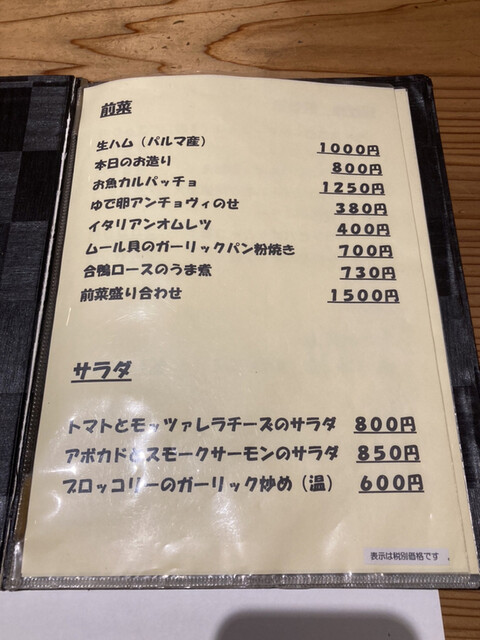 前菜
生ハム（パルマ産） 1000円
本日のお造り 800円
お魚カルパッチョ 1250円
ゆで卵アンチョヴィのせ 380円
イタリアンオムレツ 400円
ムール貝のガーリックパン粉焼き 700円
合鴨ロースのうま煮 730円
前菜盛り合わせ 1500円
サラダ
トマトとモッツァレラチーズのサラダ 800円
アボカドとスモークサーモンのサラダ 850円
ブロッコリーのガーリック炒め（温） 600円
表示は税別価格です